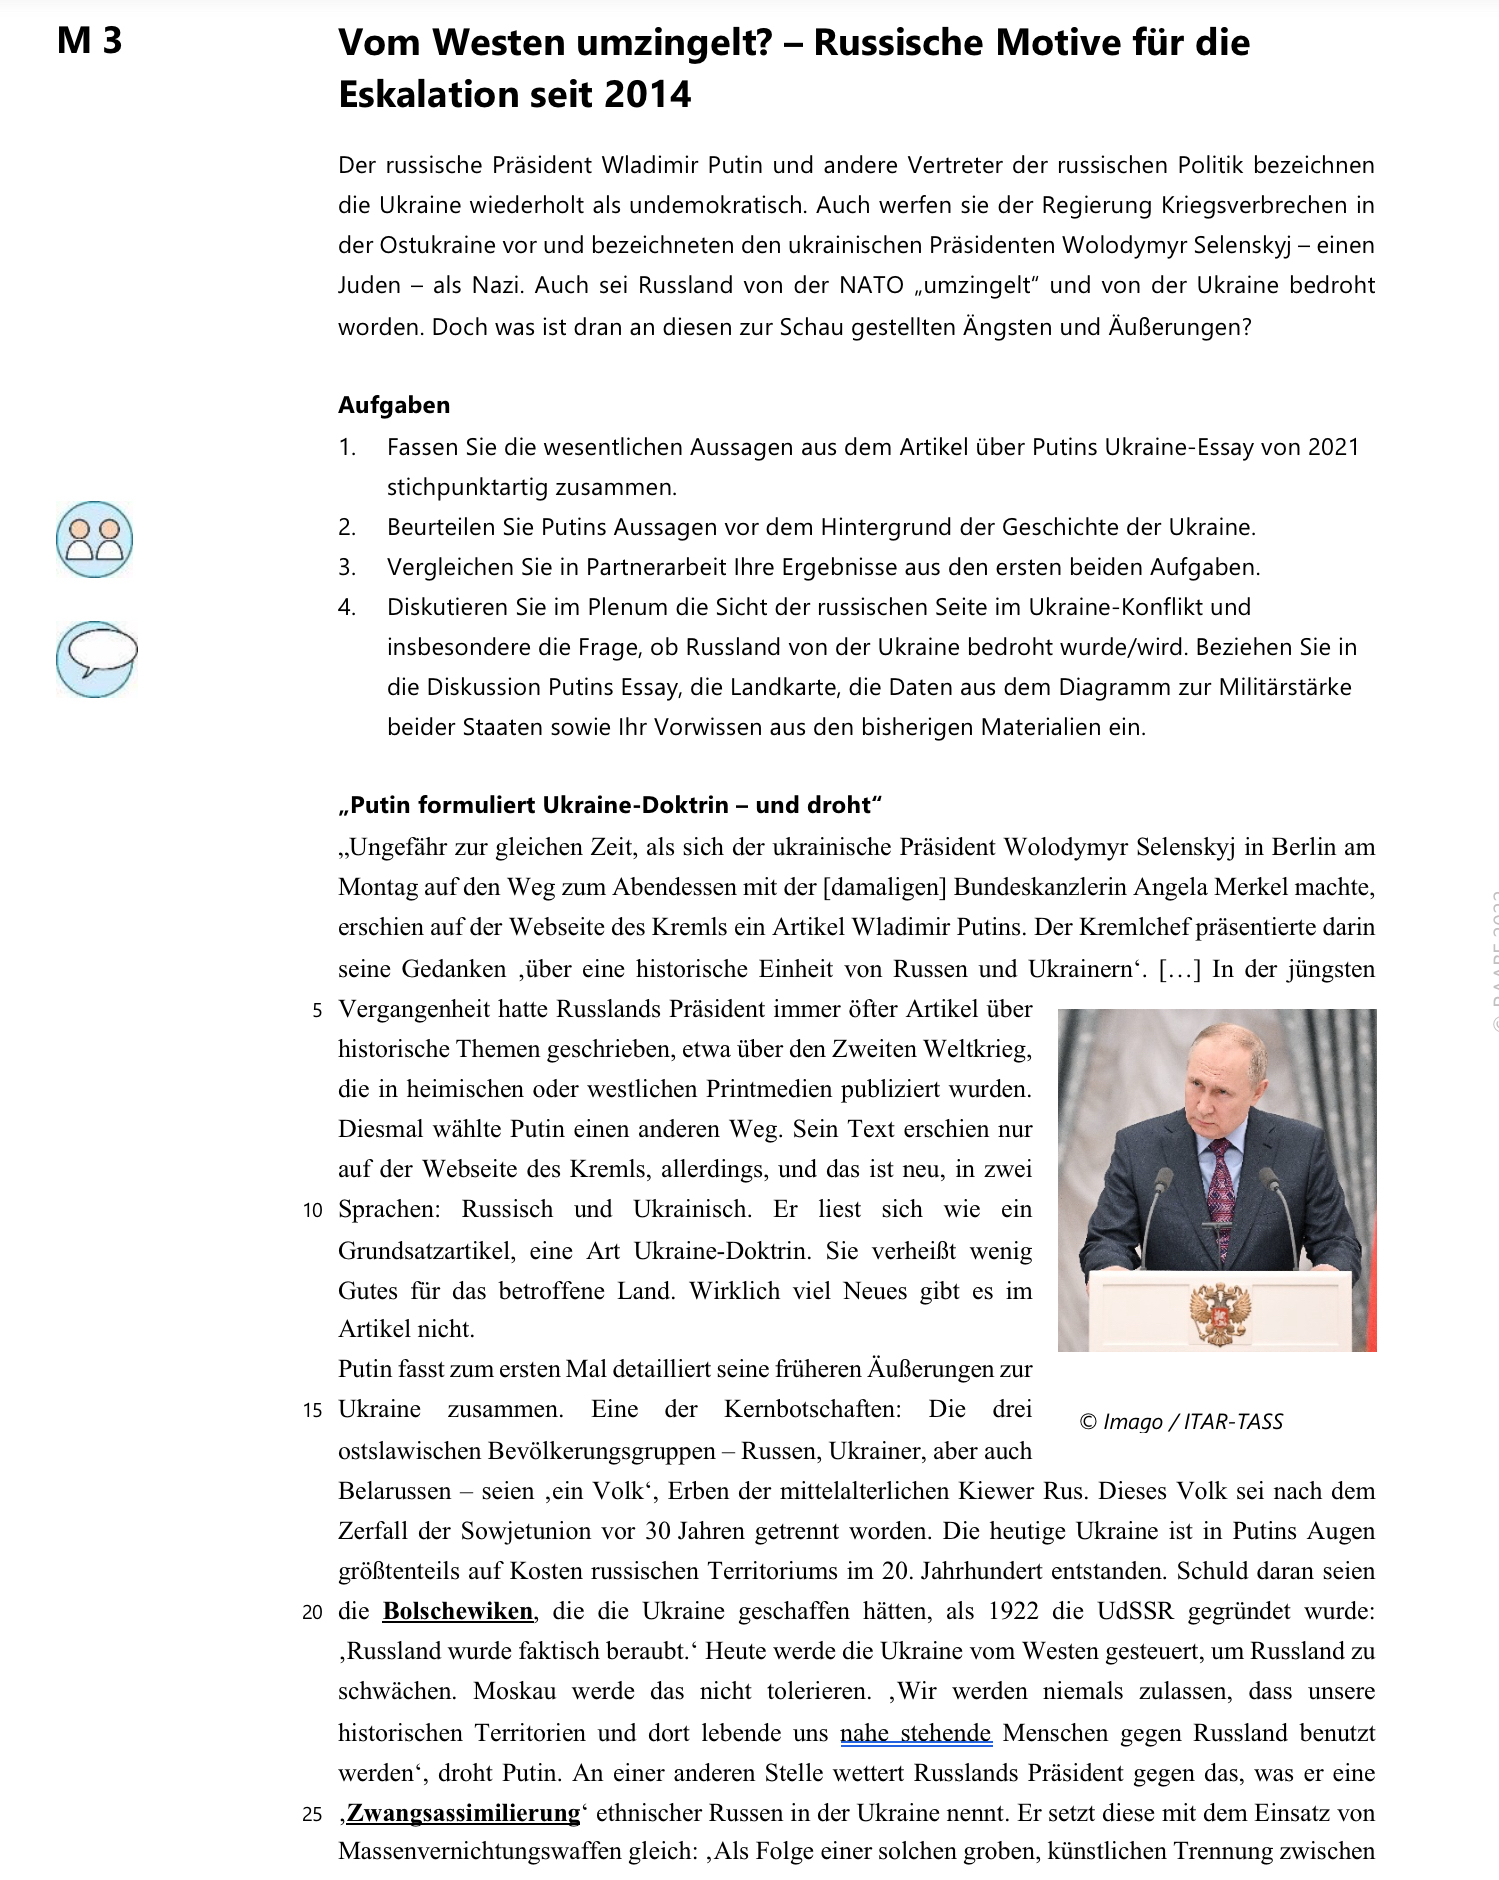 M 3
Vom Westen umzingelt? – Russische Motive für die
Eskalation seit 2014
Der russische Präsident Wladimir Putin und andere Vertreter der russischen Politik bezeichnen
die Ukraine wiederholt als undemokratisch. Auch werfen sie der Regierung Kriegsverbrechen in
der Ostukraine vor und bezeichneten den ukrainischen Präsidenten Wolodymyr Selenskyj – einen
Juden – als Nazi. Auch sei Russland von der NATO „umzingelt“ und von der Ukraine bedroht
worden. Doch was ist dran an diesen zur Schau gestellten Ängsten und Äußerungen?
Aufgaben
1. Fassen Sie die wesentlichen Aussagen aus dem Artikel über Putins Ukraine-Essay von 2021
stichpunktartig zusammen.
2. Beurteilen Sie Putins Aussagen vor dem Hintergrund der Geschichte der Ukraine.
3. Vergleichen Sie in Partnerarbeit Ihre Ergebnisse aus den ersten beiden Aufgaben.
4. Diskutieren Sie im Plenum die Sicht der russischen Seite im Ukraine-Konflikt und
insbesondere die Frage, ob Russland von der Ukraine bedroht wurde/wird. Beziehen Sie in
die Diskussion Putins Essay, die Landkarte, die Daten aus dem Diagramm zur Militärstärke
beider Staaten sowie Ihr Vorwissen aus den bisherigen Materialien ein.
„Putin formuliert Ukraine-Doktrin – und droht“
„Ungefähr zur gleichen Zeit, als sich der ukrainische Präsident Wolodymyr Selenskyj in Berlin am
Montag auf den Weg zum Abendessen mit der [damaligen] Bundeskanzlerin Angela Merkel machte,
erschien auf der Webseite des Kremls ein Artikel Wladimir Putins. Der Kremlchef präsentierte darin
seine Gedanken ‚über eine historische Einheit von Russen und Ukrainern‘. […] In der jüngsten
5 Vergangenheit hatte Russlands Präsident immer öfter Artikel über
historische Themen geschrieben, etwa über den Zweiten Weltkrieg,
die in heimischen oder westlichen Printmedien publiziert wurden.
Diesmal wählte Putin einen anderen Weg. Sein Text erschien nur
auf der Webseite des Kremls, allerdings, und das ist neu, in zwei
10 Sprachen: Russisch und Ukrainisch. Er liest sich wie ein
Grundsatzartikel, eine Art Ukraine-Doktrin. Sie verheißt wenig
Gutes für das betroffene Land. Wirklich viel Neues gibt es im
Artikel nicht.
Putin fasst zum ersten Mal detailliert seine früheren Äußerungen zur
15 Ukraine zusammen. Eine der Kernbotschaften: Die drei
ostslawischen Bevölkerungsgruppen – Russen, Ukrainer, aber auch
© Imago / ITAR-TASS
Belarussen – seien ‚ein Volk‘, Erben der mittelalterlichen Kiewer Rus. Dieses Volk sei nach dem
Zerfall der Sowjetunion vor 30 Jahren getrennt worden. Die heutige Ukraine ist in Putins Augen
größtenteils auf Kosten russischen Territoriums im 20. Jahrhundert entstanden. Schuld daran seien
20 die Bolschewiken, die die Ukraine geschaffen hätten, als 1922 die UdSSR gegründet wurde:
‚Russland wurde faktisch beraubt.‘ Heute werde die Ukraine vom Westen gesteuert, um Russland zu
schwächen. Moskau werde das nicht tolerieren. ‚Wir werden niemals zulassen, dass unsere
historischen Territorien und dort lebende uns nahe stehende Menschen gegen Russland benutzt
werden‘, droht Putin. An einer anderen Stelle wettert Russlands Präsident gegen das, was er eine
25 ‚Zwangsassimilierung‘ ethnischer Russen in der Ukraine nennt. Er setzt diese mit dem Einsatz von
Massenvernichtungswaffen gleich: ‚Als Folge einer solchen groben, künstlichen Trennung zwischen